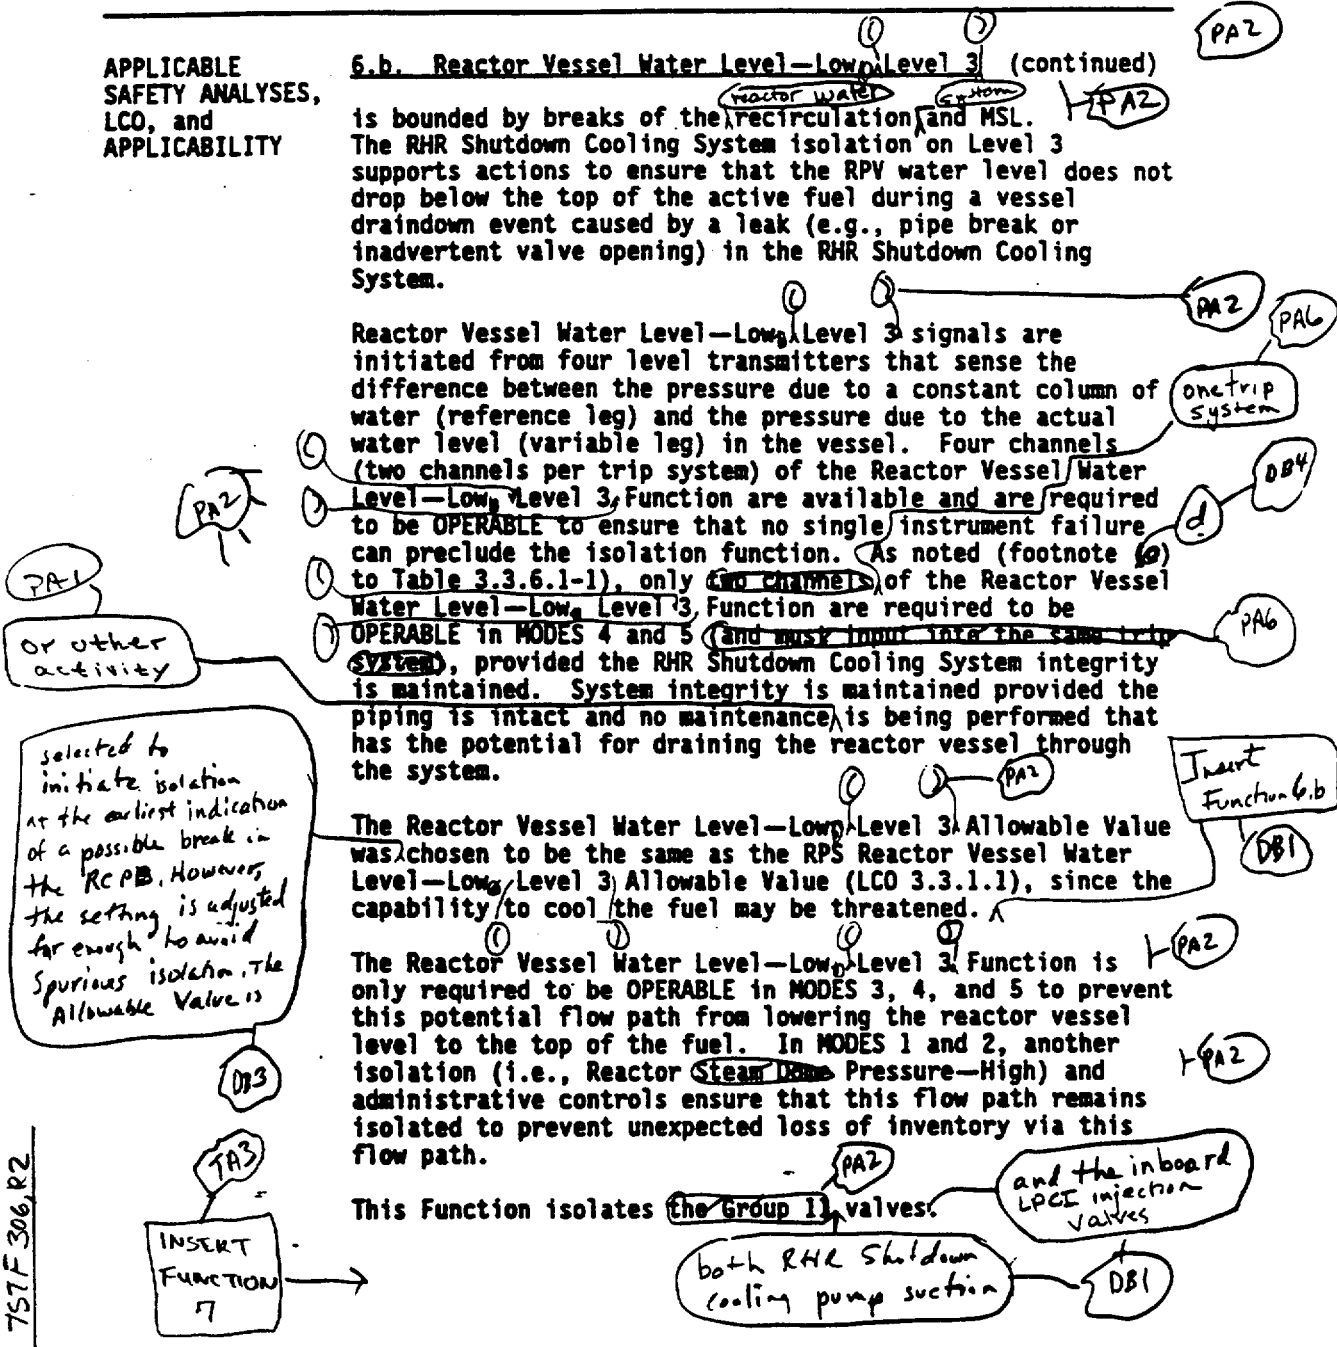 PA2
APPLICABLE
SAFETY ANALYSES,
LCO, and
APPLICABILITY
6.b. Reactor Vessel Water Level—Low, Level 3 (continued)
( )
reactor water
system
PA2
is bounded by breaks of the recirculation and MSL.
The RHR Shutdown Cooling System isolation on Level 3
supports actions to ensure that the RPV water level does not
drop below the top of the active fuel during a vessel
draindown event caused by a leak (e.g., pipe break or
inadvertent valve opening) in the RHR Shutdown Cooling
System.
( )
PA2
PA6
Reactor Vessel Water Level—Low, Level 3 signals are
initiated from four level transmitters that sense the
difference between the pressure due to a constant column of
water (reference leg) and the pressure due to the actual
water level (variable leg) in the vessel. Four channels
(two channels per trip system) of the Reactor Vessel Water
Level—Low, Level 3 Function are available and are required
to be OPERABLE to ensure that no single instrument failure
can preclude the isolation function. As noted (footnote
to Table 3.3.6.1-1), only two channels of the Reactor Vessel
Water Level—Low, Level 3 Function are required to be
OPERABLE in MODES 4 and 5 (and must input into the same trip
system), provided the RHR Shutdown Cooling System integrity
is maintained. System integrity is maintained provided the
piping is intact and no maintenance is being performed that
has the potential for draining the reactor vessel through
the system.
one trip
system
DB4
d
PA2
( )
( )
PA6
PA1
or other
activity
( )
PA2
Insert
Function 6.b
DB1
The Reactor Vessel Water Level—Low, Level 3 Allowable Value
was chosen to be the same as the RPS Reactor Vessel Water
Level—Low, Level 3 Allowable Value (LCO 3.3.1.1), since the
capability to cool the fuel may be threatened.
selected to
initiate isolation
at the earliest indication
of a possible break in
the RCPB. However,
the setting is adjusted
far enough to avoid
spurious isolation. The
Allowable Value is
DB3
( )
( )
PA2
The Reactor Vessel Water Level—Low, Level 3 Function is
only required to be OPERABLE in MODES 3, 4, and 5 to prevent
this potential flow path from lowering the reactor vessel
level to the top of the fuel. In MODES 1 and 2, another
isolation (i.e., Reactor Steam Dome Pressure—High) and
administrative controls ensure that this flow path remains
isolated to prevent unexpected loss of inventory via this
flow path.
PA2
PA2
This Function isolates the Group 11 valves.
and the inboard
LPCI injection
valves
both RHR Shutdown
cooling pump suction
DB1
TA3
INSERT
FUNCTION
7
TSTF 306, R2